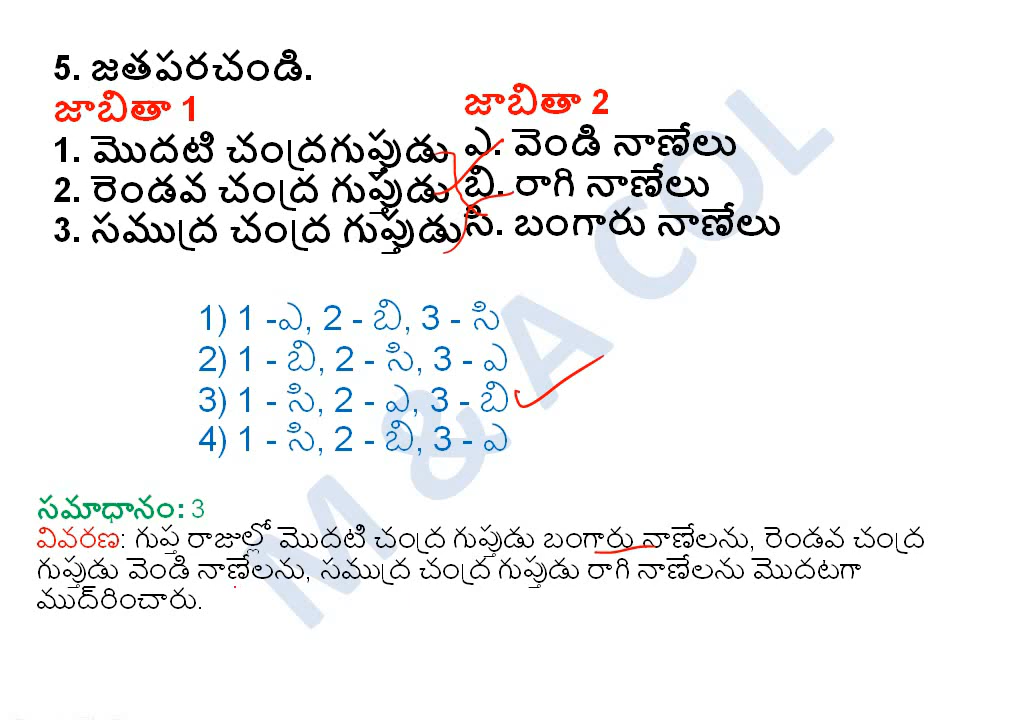 5. జతపరచండి.
జాబితా 1
జాబితా 2
1. మొదటి చంద్రగుప్తుడు
ఎ. వెండి నాణేలు
2. రెండవ చంద్ర గుప్తుడు
బి. రాగి నాణేలు
3. సముద్ర చంద్ర గుప్తుడు
సి. బంగారు నాణేలు
1) 1 -ఎ, 2 - బి, 3 - సి
2) 1 - బి, 2 - సి, 3 - ఎ
3) 1 - సి, 2 - ఎ, 3 - బి
4) 1 - సి, 2 - బి, 3 - ఎ
సమాధానం: 3
వివరణ: గుప్త రాజుల్లో మొదటి చంద్ర గుప్తుడు బంగారు నాణేలను, రెండవ చంద్ర
గుప్తుడు వెండి నాణేలను, సముద్ర చంద్ర గుప్తుడు రాగి నాణేలను మొదటగా
ముద్‌రించారు.
M & A COL